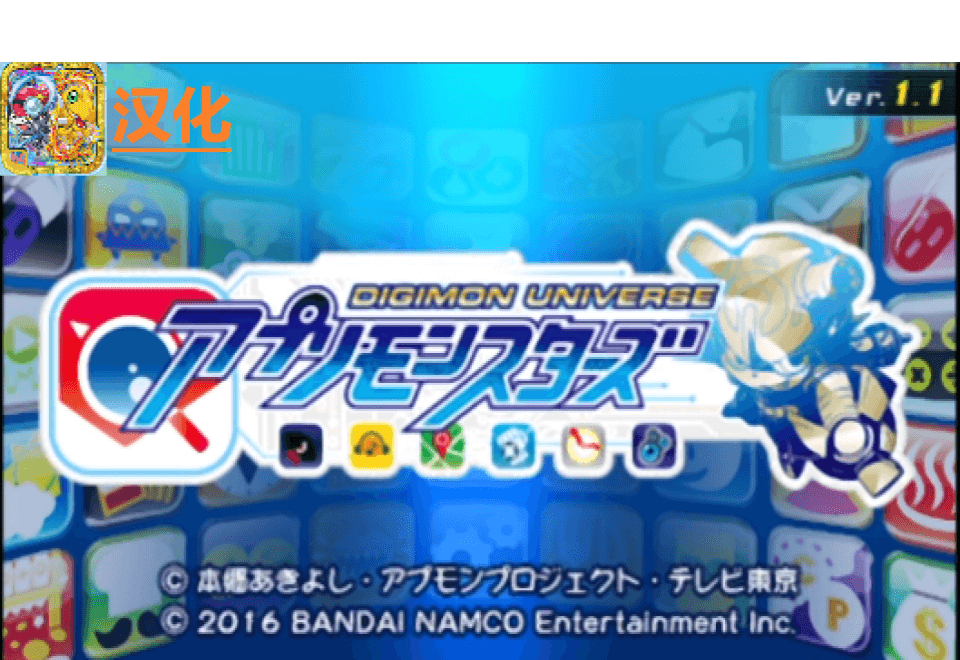 汉化
Ver. 1.1
DIGIMON UNIVERSE
アプリモンスターズ
© 本郷あきよし・アプモンプロジェクト・テレビ東京
© 2016 BANDAI NAMCO Entertainment Inc.
P
$